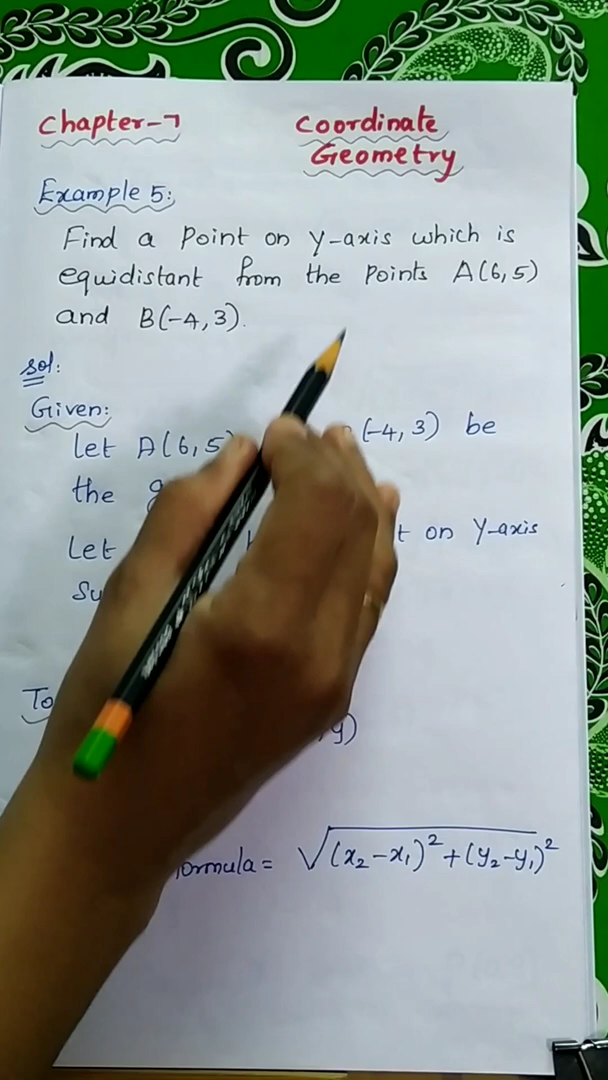 Chapter-7 Coordinate
Geometry
Example 5:
Find a Point on y-axis which is
equidistant from the Points A(6,5)
and B(-4,3).
Sol:
Given:
let A(6,5) (-4,3) be
the
Let on Y-axis
To
y)
formula = √(x₂-x₁)²+(y₂-y₁)²